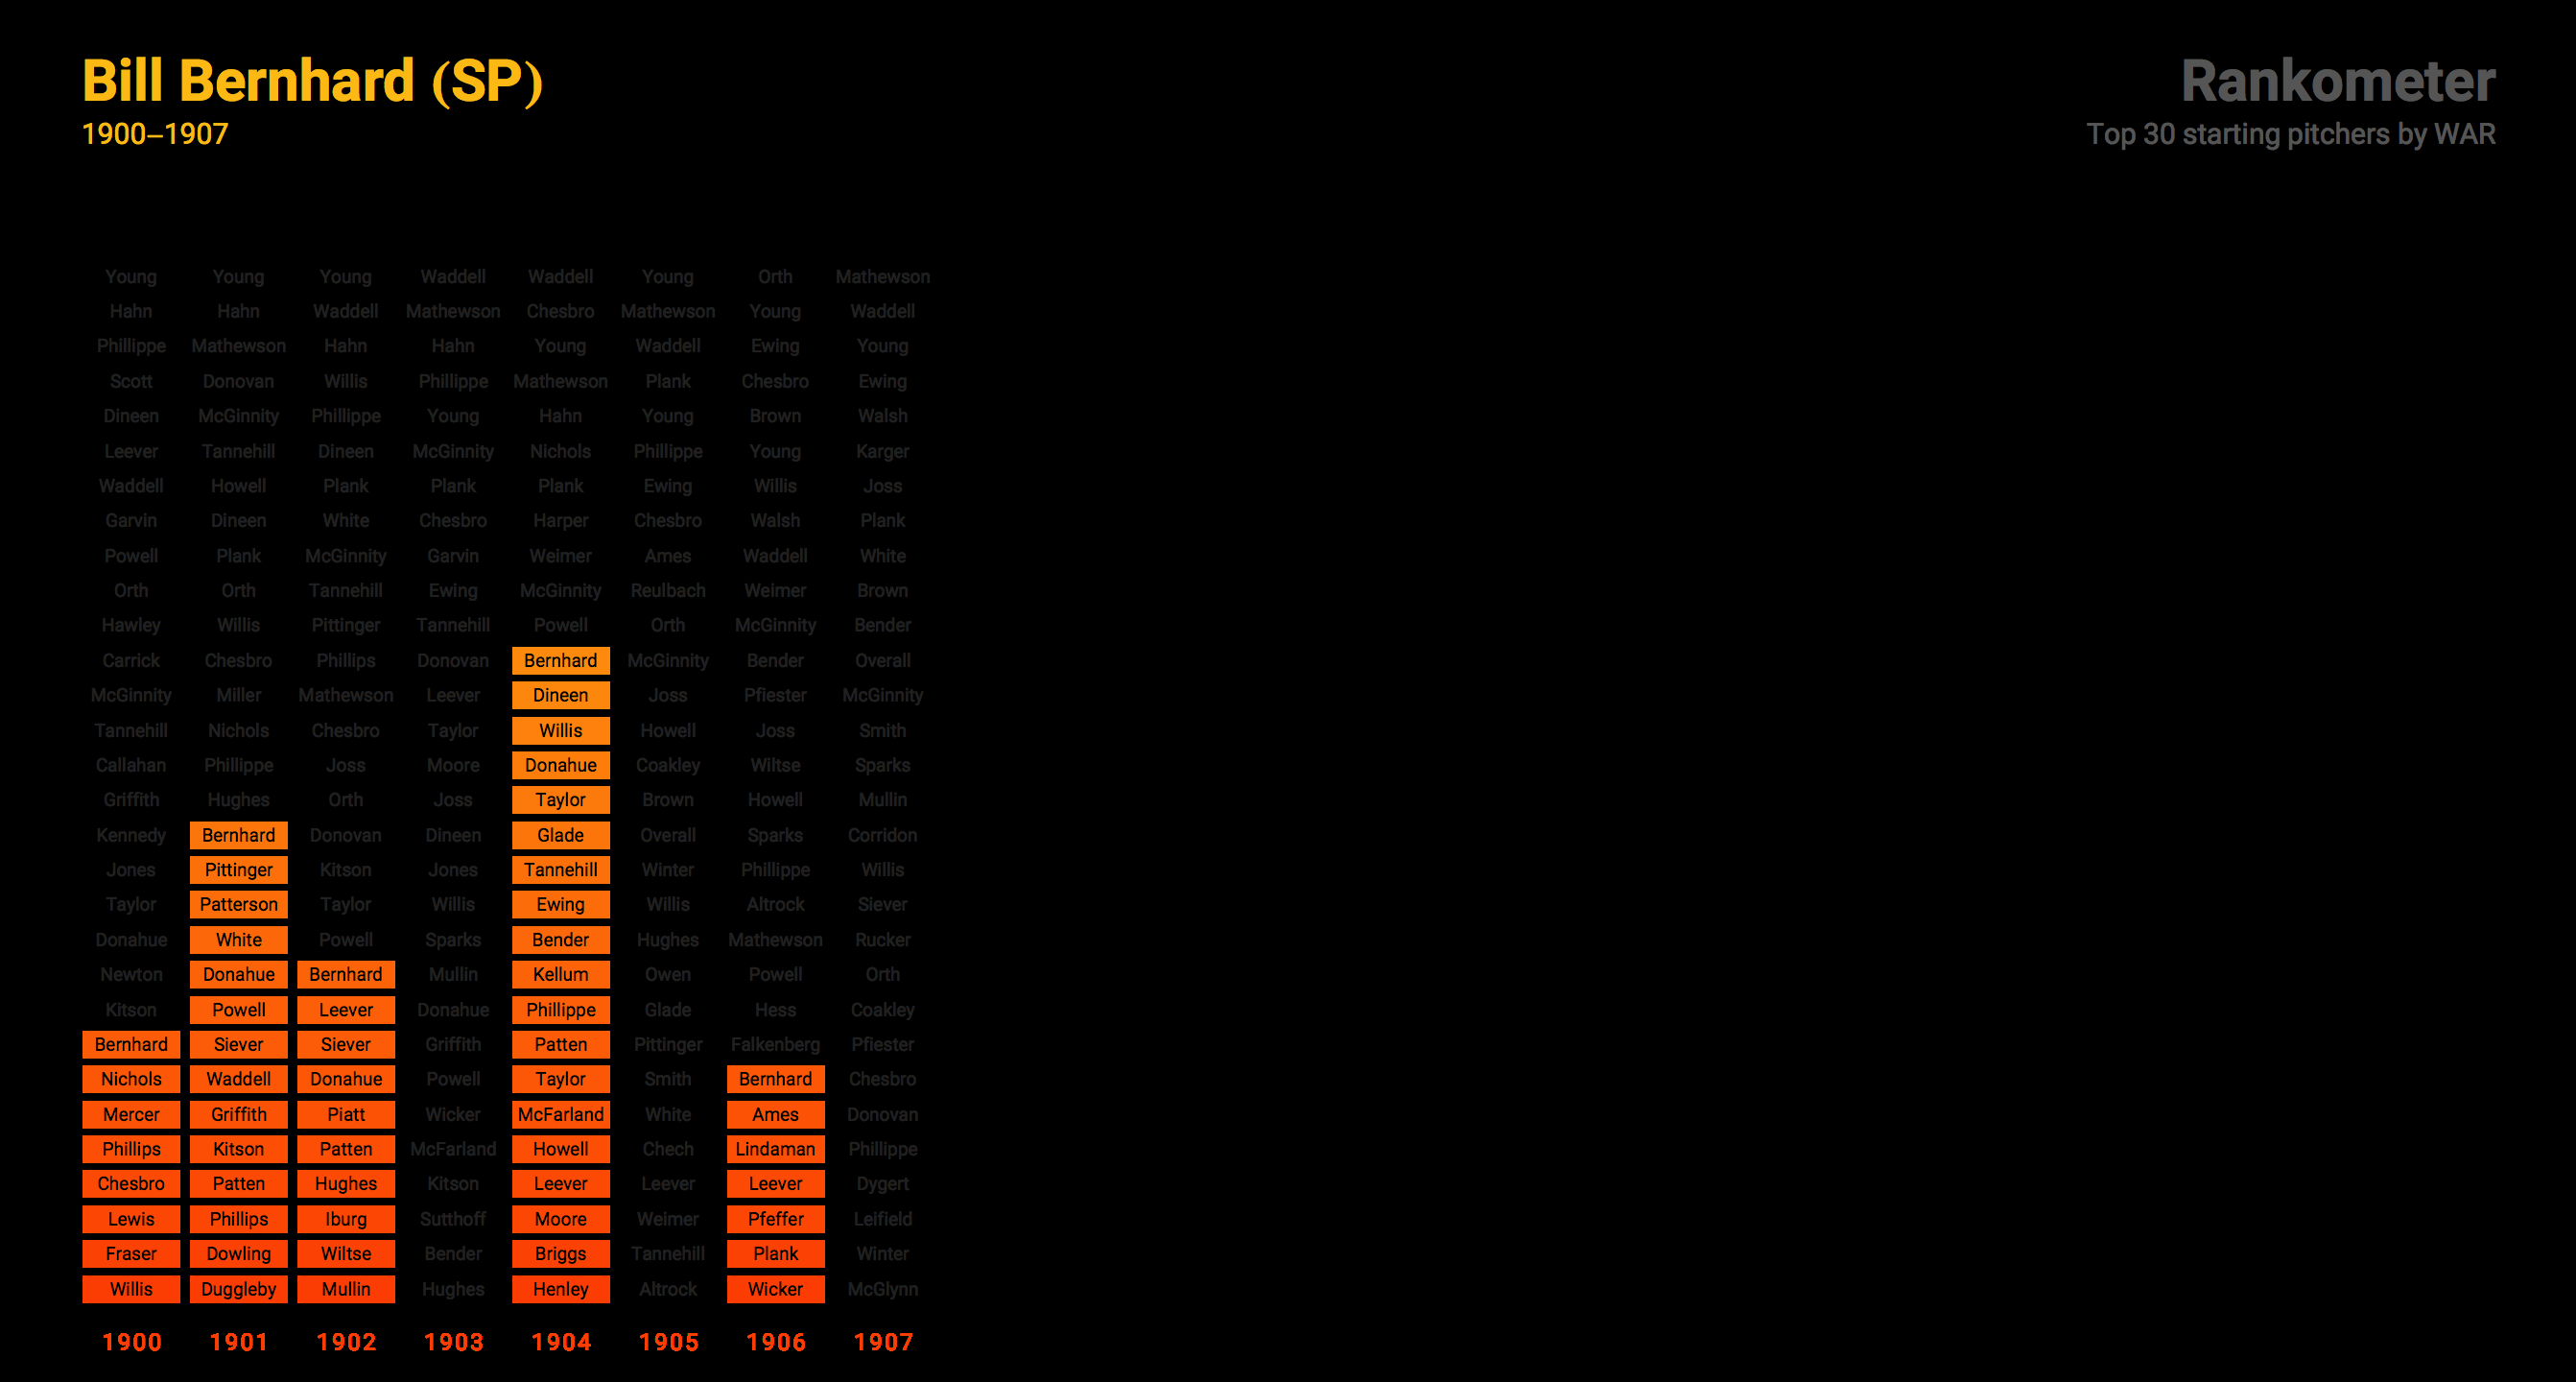 Bill Bernhard (SP)
1900–1907
Rankometer
Top 30 starting pitchers by WAR
Young Young Young Waddell Waddell Young Orth Mathewson
Hahn Hahn Waddell Mathewson Chesbro Mathewson Young Waddell
Phillippe Mathewson Hahn Hahn Young Waddell Ewing Young
Scott Donovan Willis Phillippe Mathewson Plank Chesbro Ewing
Dineen McGinnity Phillippe Young Hahn Young Brown Walsh
Leever Tannehill Dineen McGinnity Nichols Phillippe Young Karger
Waddell Howell Plank Plank Plank Ewing Willis Joss
Garvin Dineen White Chesbro Harper Chesbro Walsh Plank
Powell Plank McGinnity Garvin Weimer Ames Waddell White
Orth Orth Tannehill Ewing McGinnity Reulbach Weimer Brown
Hawley Willis Pittinger Tannehill Powell Orth McGinnity Bender
Carrick Chesbro Phillips Donovan Bernhard McGinnity Bender Overall
McGinnity Miller Mathewson Leever Dineen Joss Pfiester McGinnity
Tannehill Nichols Chesbro Taylor Willis Howell Joss Smith
Callahan Phillippe Joss Moore Donahue Coakley Wiltse Sparks
Griffith Hughes Orth Joss Taylor Brown Howell Mullin
Kennedy Bernhard Donovan Dineen Glade Overall Sparks Corridon
Jones Pittinger Kitson Jones Tannehill Winter Phillippe Willis
Taylor Patterson Taylor Willis Ewing Willis Altrock Siever
Donahue White Powell Sparks Bender Hughes Mathewson Rucker
Newton Donahue Bernhard Mullin Kellum Owen Powell Orth
Kitson Powell Leever Donahue Phillippe Glade Hess Coakley
Bernhard Siever Siever Griffith Patten Pittinger Falkenberg Pfiester
Nichols Waddell Donahue Powell Taylor Smith Bernhard Chesbro
Mercer Griffith Piatt Wicker McFarland White Ames Donovan
Phillips Kitson Patten McFarland Howell Chech Lindaman Phillippe
Chesbro Patten Hughes Kitson Leever Leever Leever Dygert
Lewis Phillips Iburg Sutthoff Moore Weimer Pfeffer Leifield
Fraser Dowling Wiltse Bender Briggs Tannehill Plank Winter
Willis Duggleby Mullin Hughes Henley Altrock Wicker McGlynn
1900 1901 1902 1903 1904 1905 1906 1907